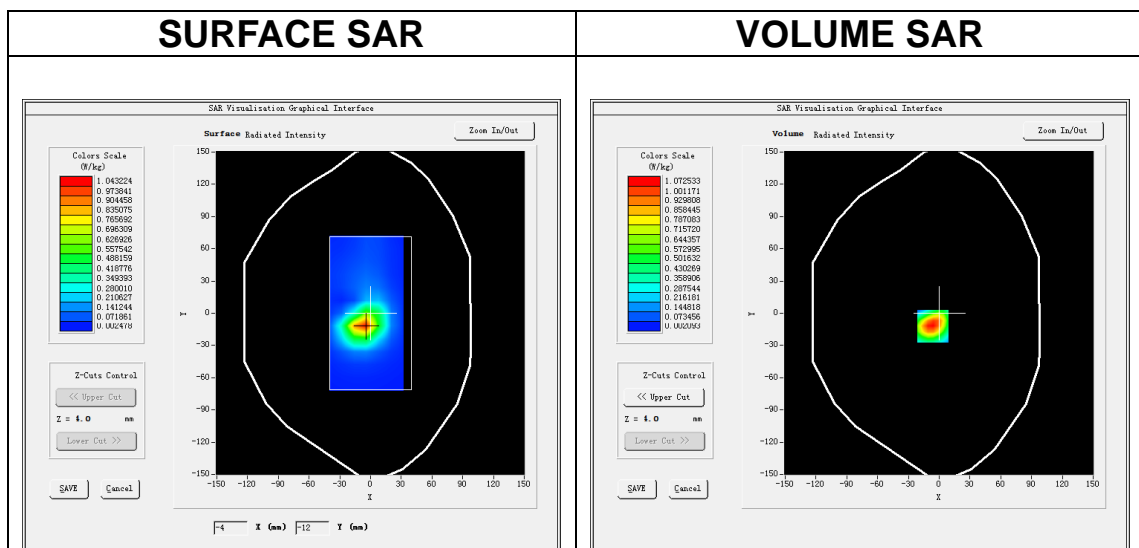 SURFACE SAR
VOLUME SAR
SAR Visualisation Graphical Interface
Surface Radiated Intensity
Zoom In/Out
Colors Scale
(W/kg)
1.043224
0.973841
0.904458
0.835075
0.765692
0.696309
0.626926
0.557542
0.488159
0.418776
0.349393
0.280010
0.210627
0.141244
0.071861
0.002478
Z-Cuts Control
<< Upper Cut
Z = 4.0 mm
Lower Cut >>
SAVE Cancel
150
120
90
60
30
0
-30
-60
-90
-120
-150
Y
-150 -120 -90 -60 -30 0 30 60 90 120 150
X
-4 X (mm) -12 Y (mm)
SAR Visualisation Graphical Interface
Volume Radiated Intensity
Zoom In/Out
Colors Scale
(W/kg)
1.072533
1.001171
0.929808
0.858445
0.787083
0.715720
0.644357
0.572995
0.501632
0.430269
0.358906
0.287544
0.216181
0.144818
0.073456
0.002093
Z-Cuts Control
<< Upper Cut
Z = 4.0 mm
Lower Cut >>
SAVE Cancel
150
120
90
60
30
0
-30
-60
-90
-120
-150
Y
-150 -120 -90 -60 -30 0 30 60 90 120 150
X